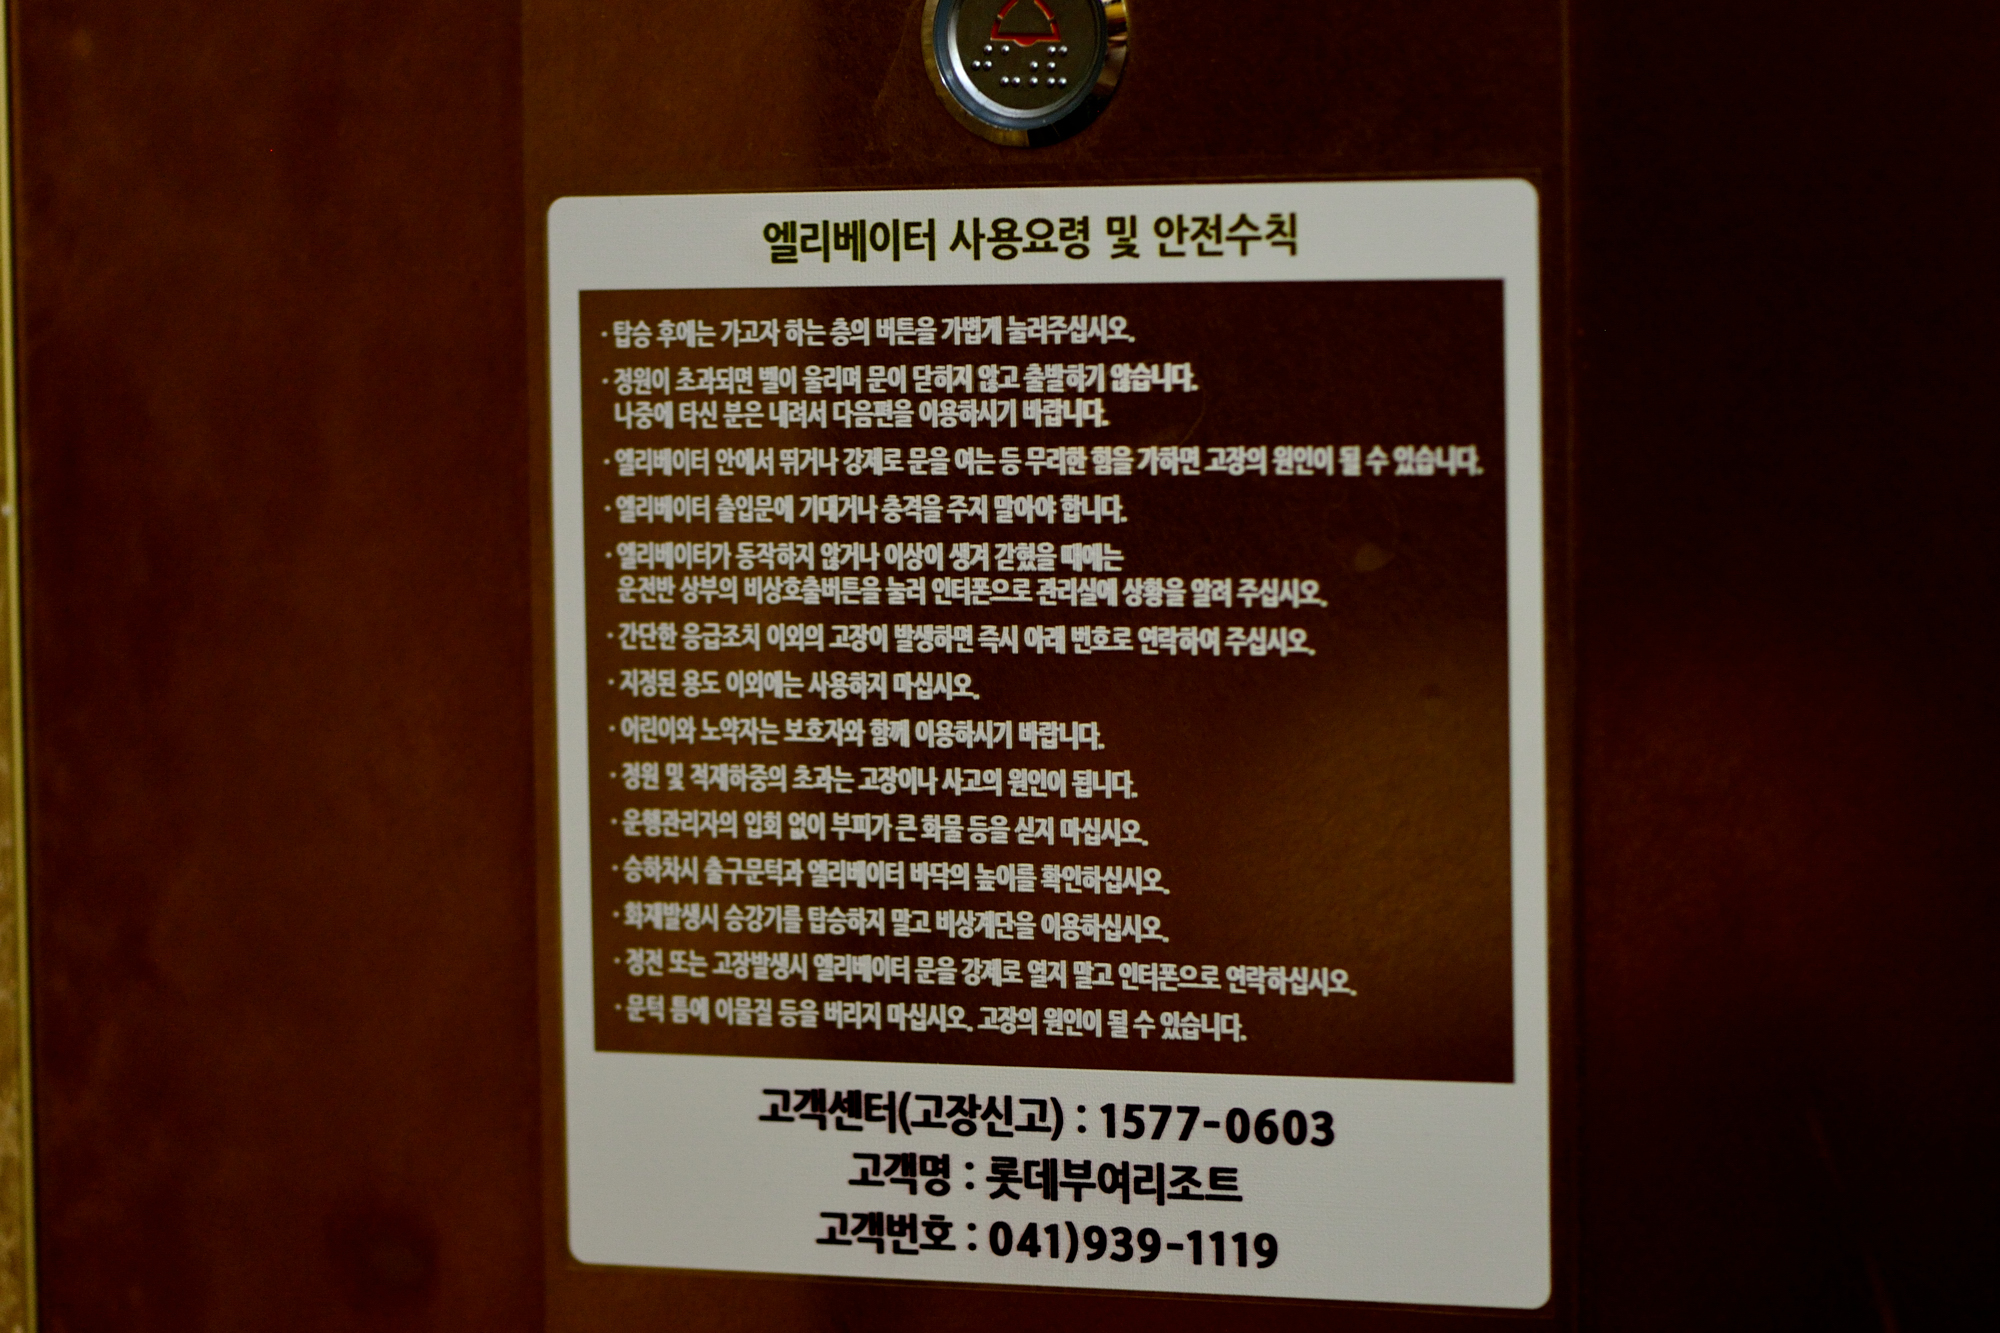 엘리베이터 사용요령 및 안전수칙
· 탑승 후에는 가고자 하는 층의 버튼을 가볍게 눌러주십시오.
· 정원이 초과되면 벨이 울리며 문이 닫히지 않고 출발하기 않습니다.
나중에 타신 분은 내려서 다음편을 이용하시기 바랍니다.
· 엘리베이터 안에서 뛰거나 강제로 문을 여는 등 무리한 힘을 가하면 고장의 원인이 될 수 있습니다.
· 엘리베이터 출입문에 기대거나 충격을 주지 말아야 합니다.
· 엘리베이터가 동작하지 않거나 이상이 생겨 갇혔을 때에는
운전반 상부의 비상호출버튼을 눌러 인터폰으로 관리실에 상황을 알려 주십시오.
· 간단한 응급조치 이외의 고장이 발생하면 즉시 아래 번호로 연락하여 주십시오.
· 지정된 용도 이외에는 사용하지 마십시오.
· 어린이와 노약자는 보호자와 함께 이용하시기 바랍니다.
· 정원 및 적재하중의 초과는 고장이나 사고의 원인이 됩니다.
· 운행관리자의 입회 없이 부피가 큰 화물 등을 싣지 마십시오.
· 승하차시 출구문턱과 엘리베이터 바닥의 높이를 확인하십시오.
· 화재발생시 승강기를 탑승하지 말고 비상계단을 이용하십시오.
· 정전 또는 고장발생시 엘리베이터 문을 강제로 열지 말고 인터폰으로 연락하십시오.
· 문턱 틈에 이물질 등을 버리지 마십시오. 고장의 원인이 될 수 있습니다.
고객센터(고장신고) : 1577-0603
고객명 : 롯데부여리조트
고객번호 : 041)939-1119